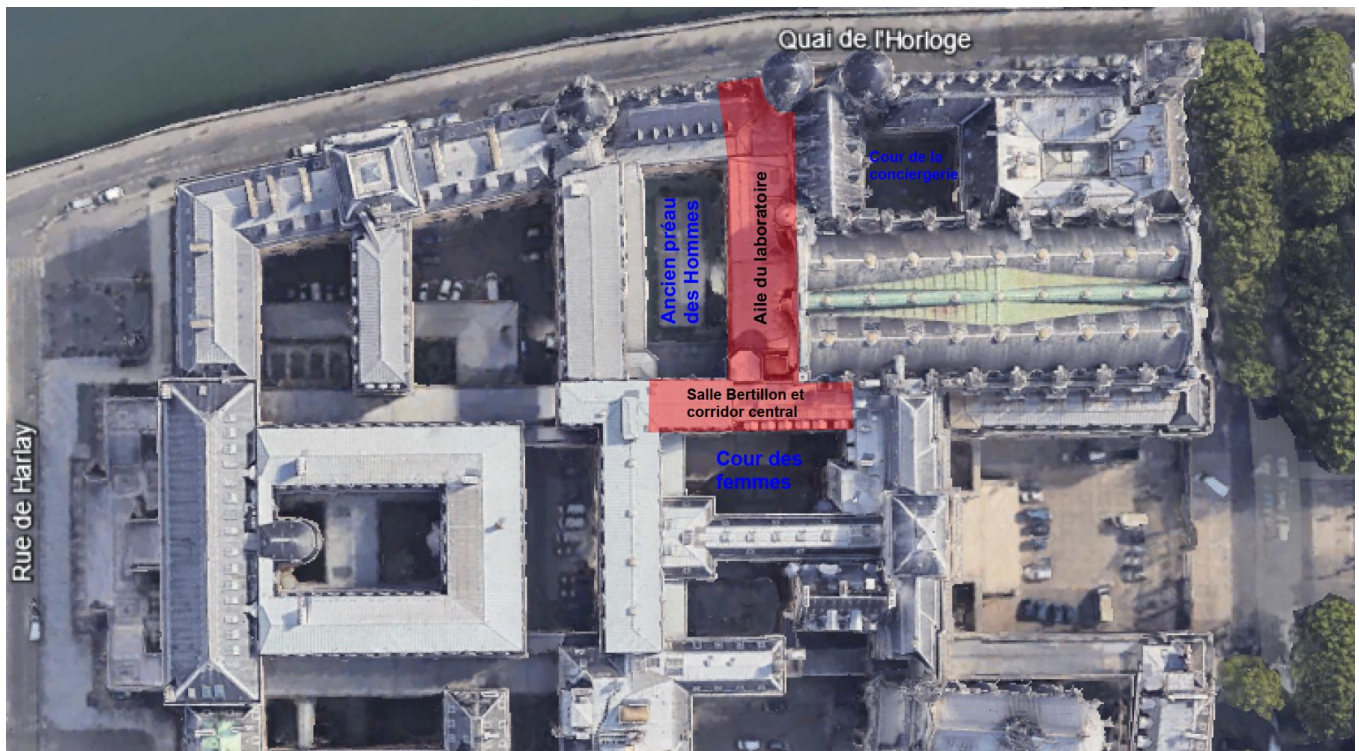 Quai de l'Horloge
Cour de la
conciergerie
Ancien préau
des Hommes
Aile du laboratoire
Salle Bertillon et
corridor central
Cour des
femmes
Rue de Harlay